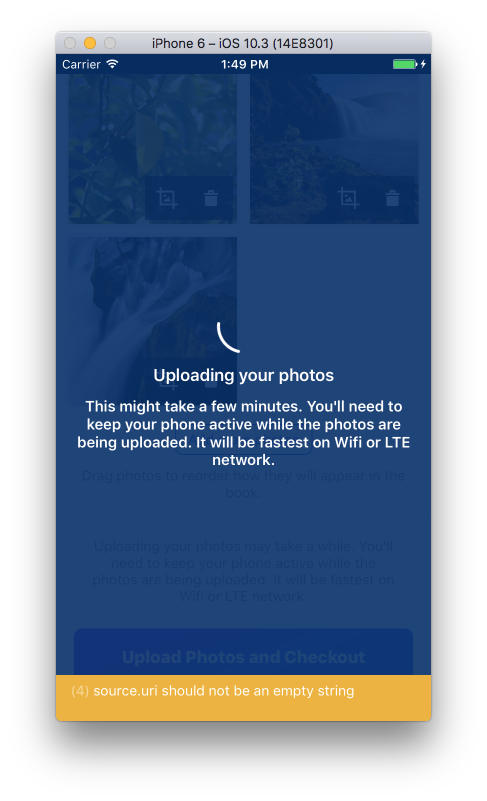 iPhone 6 – iOS 10.3 (14E8301)
Carrier 1:49 PM
Uploading your photos
This might take a few minutes. You'll need to
keep your phone active while the photos are
being uploaded. It will be fastest on Wifi or LTE
network.
Drag photos to reorder how they will appear in the
book.
Uploading your photos may take a while. You'll
need to keep your phone active while the
photos are being uploaded. It will be fastest on
Wifi or LTE network
Upload Photos and Checkout
(4) source.uri should not be an empty string